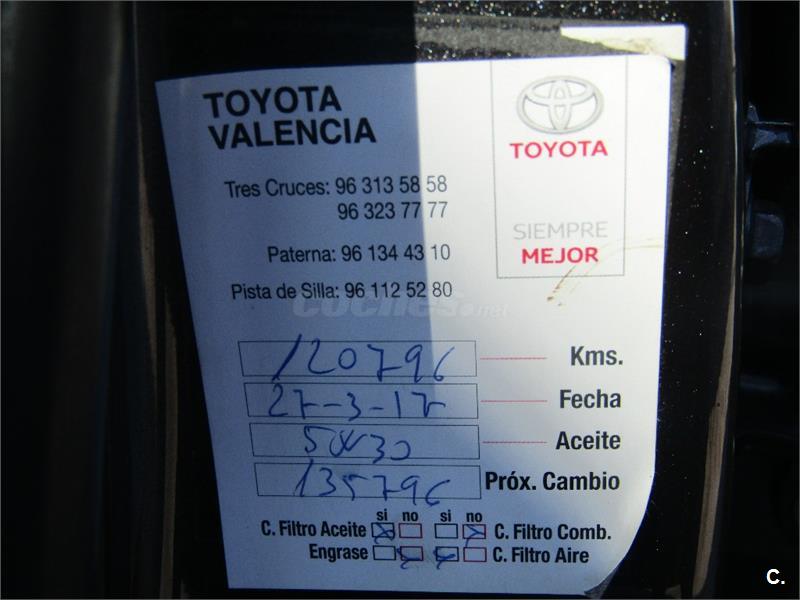 TOYOTA
VALENCIA
TOYOTA
SIEMPRE
MEJOR
Tres Cruces: 96 313 58 58
96 323 77 77
Paterna: 96 134 43 10
Pista de Silla: 96 112 52 80
coches.net
120796 Kms.
27-3-17 Fecha
5W30 Aceite
135796 Próx. Cambio
si no si no
C. Filtro Aceite C. Filtro Comb.
Engrase C. Filtro Aire
C.